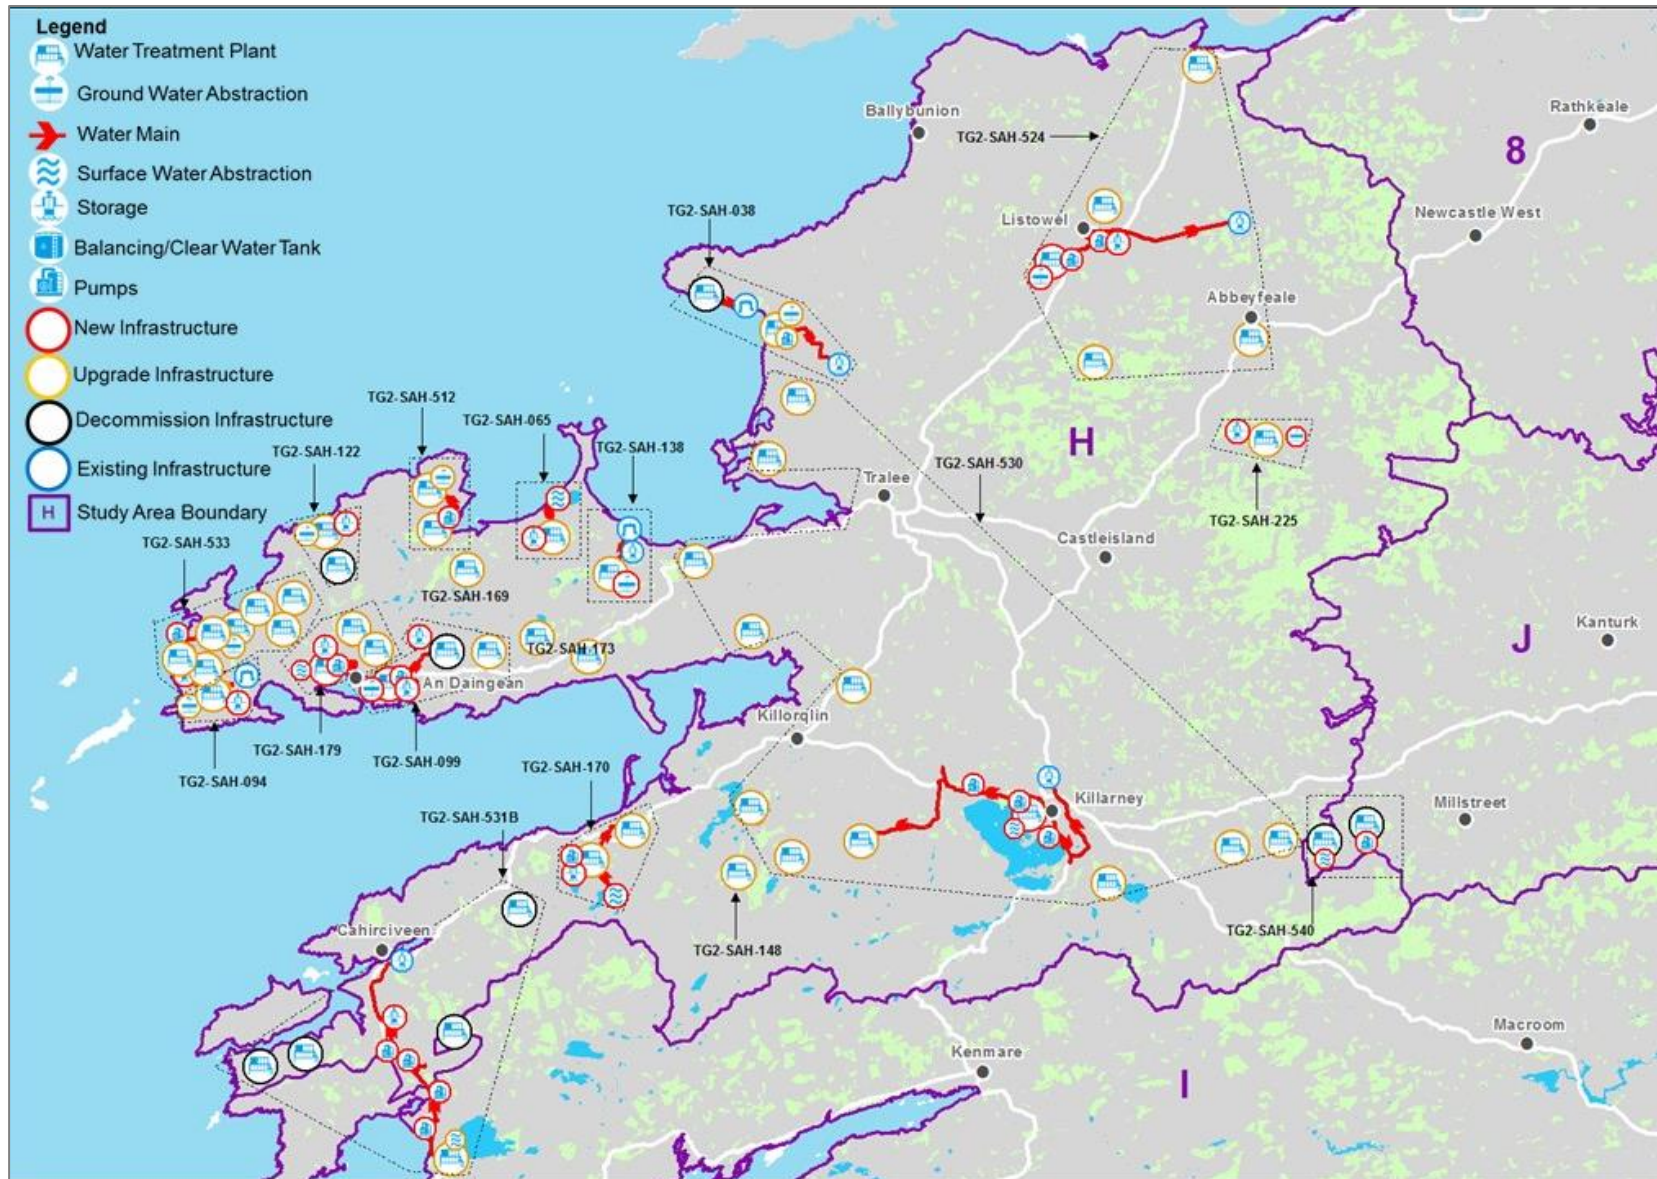 Legend
Water Treatment Plant
Ground Water Abstraction
Water Main
Surface Water Abstraction
Storage
Balancing/Clear Water Tank
Pumps
New Infrastructure
Upgrade Infrastructure
Decommission Infrastructure
Existing Infrastructure
H Study Area Boundary
Ballybunion
Rathkeale
TG2-SAH-524
8
TG2-SAH-038
Listowel
Newcastle West
Abbeyfeale
TG2-SAH-512
TG2-SAH-065
TG2-SAH-122
TG2-SAH-138
H
TG2-SAH-530
Tralee
TG2-SAH-225
TG2-SAH-533
Castleisland
TG2-SAH-169
Kanturk
J
TG2-SAH-173
An Daingean
Killorglin
TG2-SAH-179
TG2-SAH-099
TG2-SAH-170
TG2-SAH-094
Killarney
Millstreet
TG2-SAH-531B
Cahirciveen
TG2-SAH-148
TG2-SAH-540
Macroom
Kenmare
I